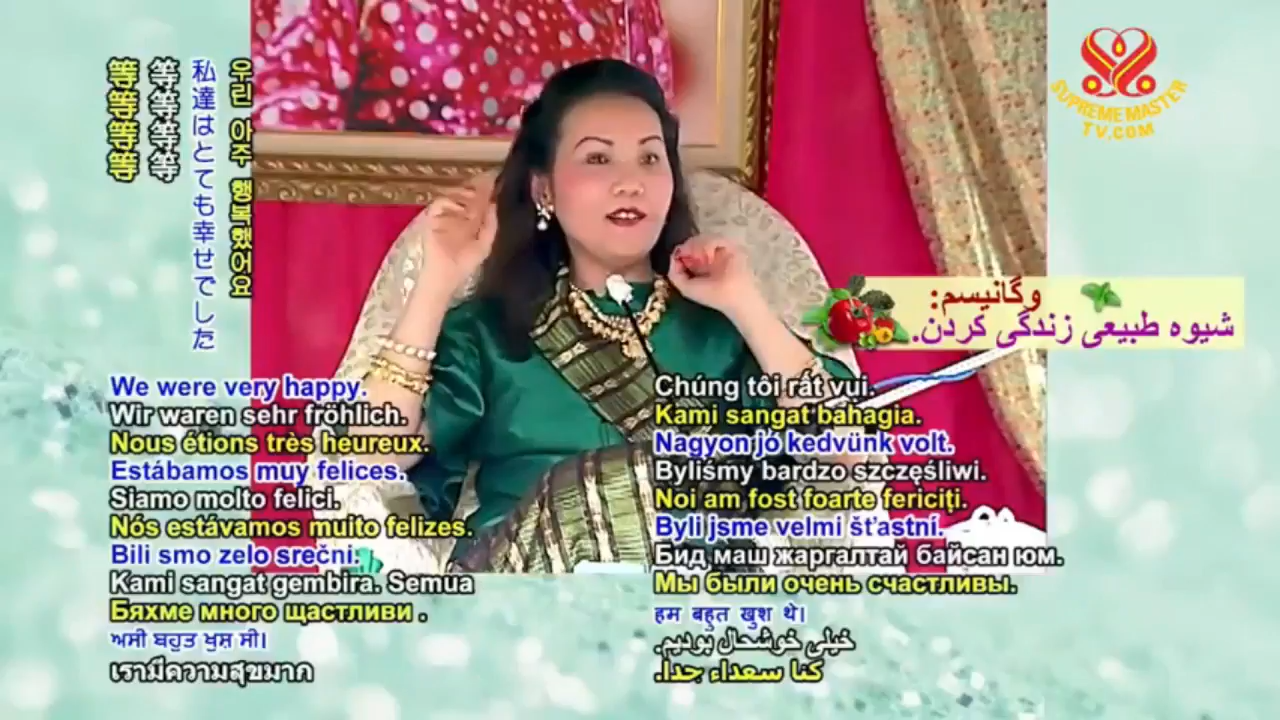 等等等等
等等等等
私達はとても幸せでした
우린 아주 행복했어요
SUPREME MASTER
TV.COM
وگانیسم:
شیوه طبیعی زندگی کردن.
We were very happy.
Wir waren sehr fröhlich.
Nous étions très heureux.
Estábamos muy felices.
Siamo molto felici.
Nós estávamos muito felizes.
Bili smo zelo srečni.
Kami sangat gembira. Semua
Бяхме много щастливи .
ਅਸੀ ਬਹੁਤ ਖੁਸ਼ ਸੀ।
เรามีความสุขมาก
Chúng tôi rất vui.
Kami sangat bahagia.
Nagyon jó kedvünk volt.
Byliśmy bardzo szczęśliwi.
Noi am fost foarte fericiți.
Byli jsme velmi šťastní.
Бид маш жаргалтай байсан юм.
Мы были очень счастливы.
हम बहुत खुश थे।
خیلی خوشحال بودیم.
كنا سعداء جدا.